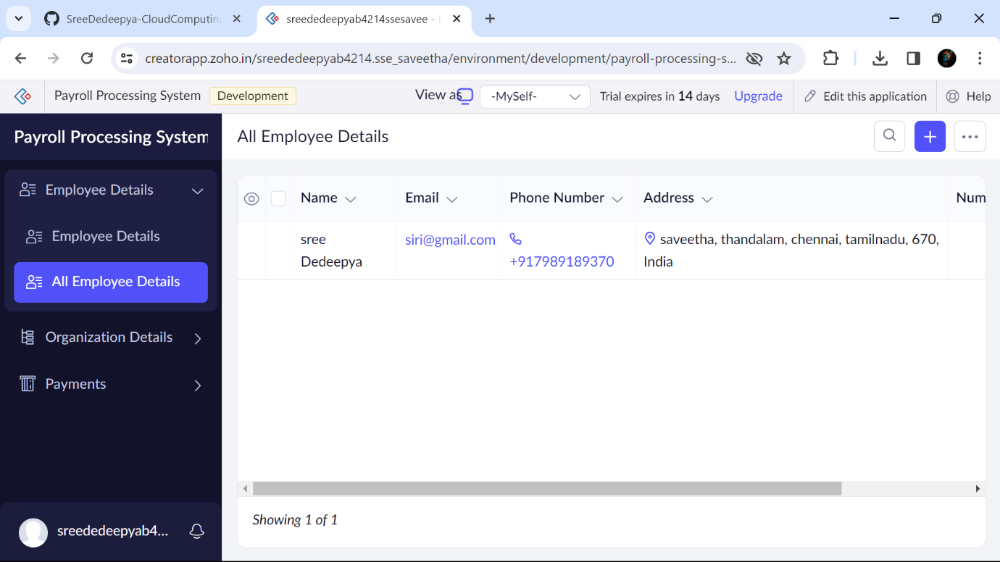 SreeDedeepya-CloudComputin
sreededeepyab4214ssesavee -
creatorapp.zoho.in/sreededeepyab4214.sse_saveetha/environment/development/payroll-processing-s...
Payroll Processing System
Development
View as
-MySelf-
Trial expires in 14 days
Upgrade
Edit this application
Help
Payroll Processing System
All Employee Details
Employee Details
Employee Details
All Employee Details
Organization Details
Payments
sreededeepyab4...
Name
Email
Phone Number
Address
Num
sree
Dedeepya
siri@gmail.com
+917989189370
saveetha, thandalam, chennai, tamilnadu, 670,
India
Showing 1 of 1